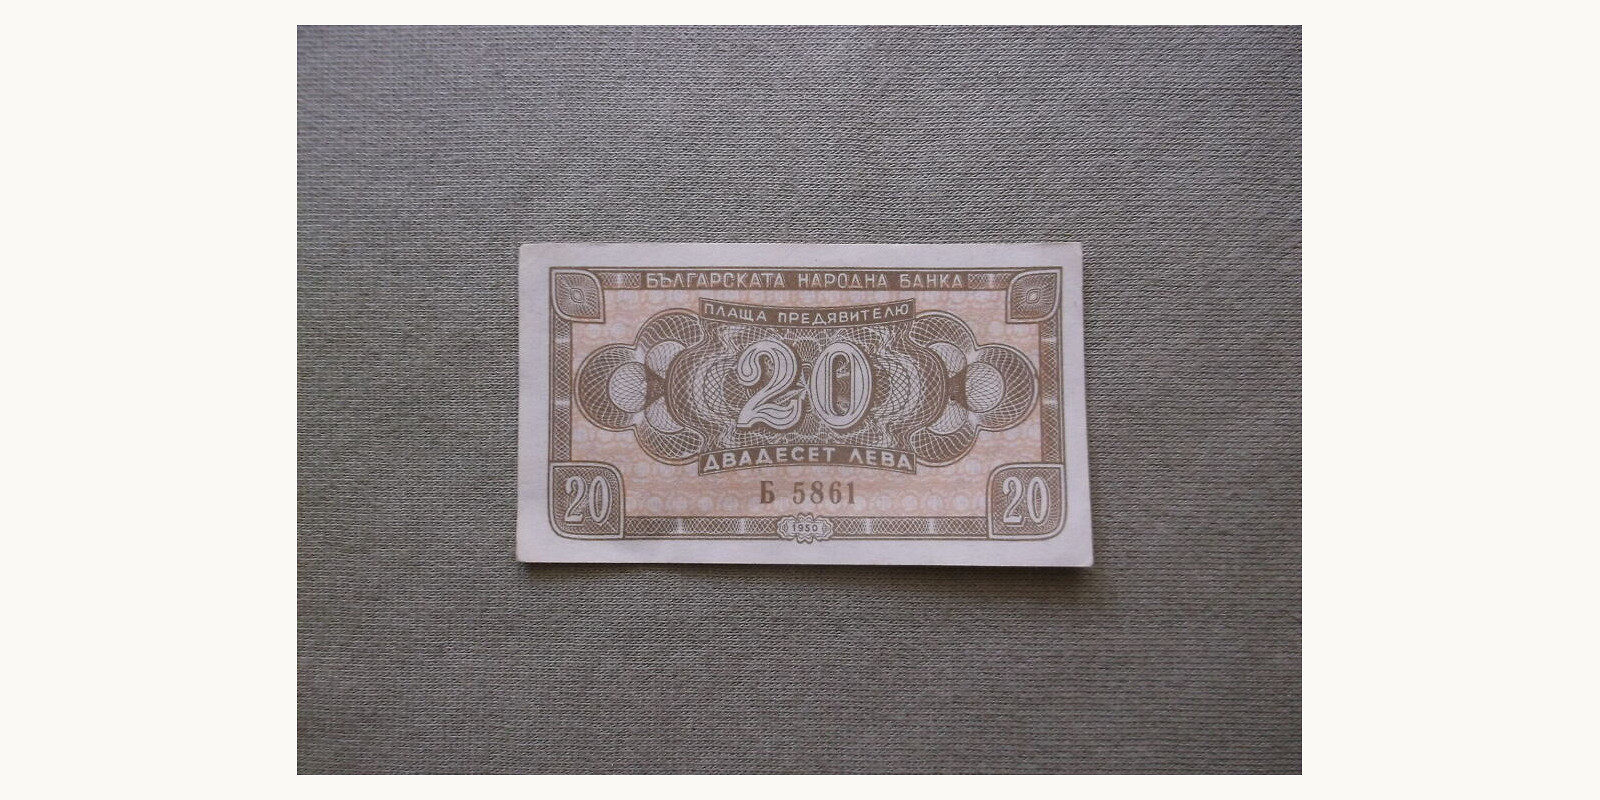 БЪЛГАРСКАТА НАРОДНА БАНКА
ПЛАЩА ПРЕДЯВИТЕЛЮ
20
ДВАДЕСЕТ ЛЕВА
20 Б 5861 20
1950